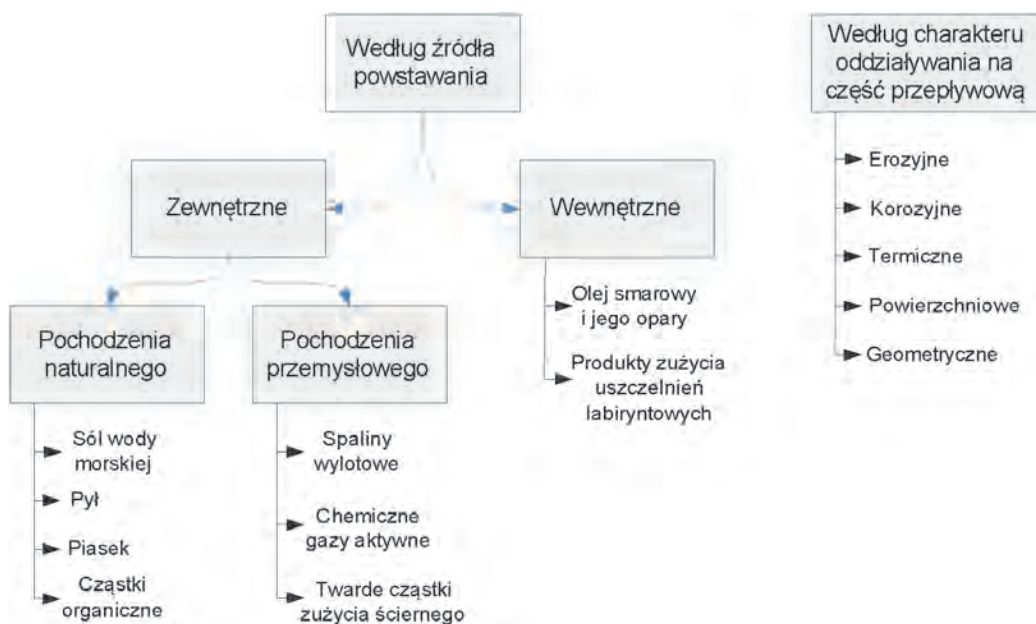 Według źródła
powstawania
Według charakteru
oddziaływania na
część przepływową
Zewnętrzne
Wewnętrzne
Pochodzenia
naturalnego
Pochodzenia
przemysłowego
Sól wody
morskiej
Pył
Piasek
Cząstki
organiczne
Spaliny
wylotowe
Chemiczne
gazy aktywne
Twarde cząstki
zużycia ściernego
Olej smarowy
i jego opary
Produkty zużycia
uszczelnień
labiryntowych
Erozyjne
Korozyjne
Termiczne
Powierzchniowe
Geometryczne